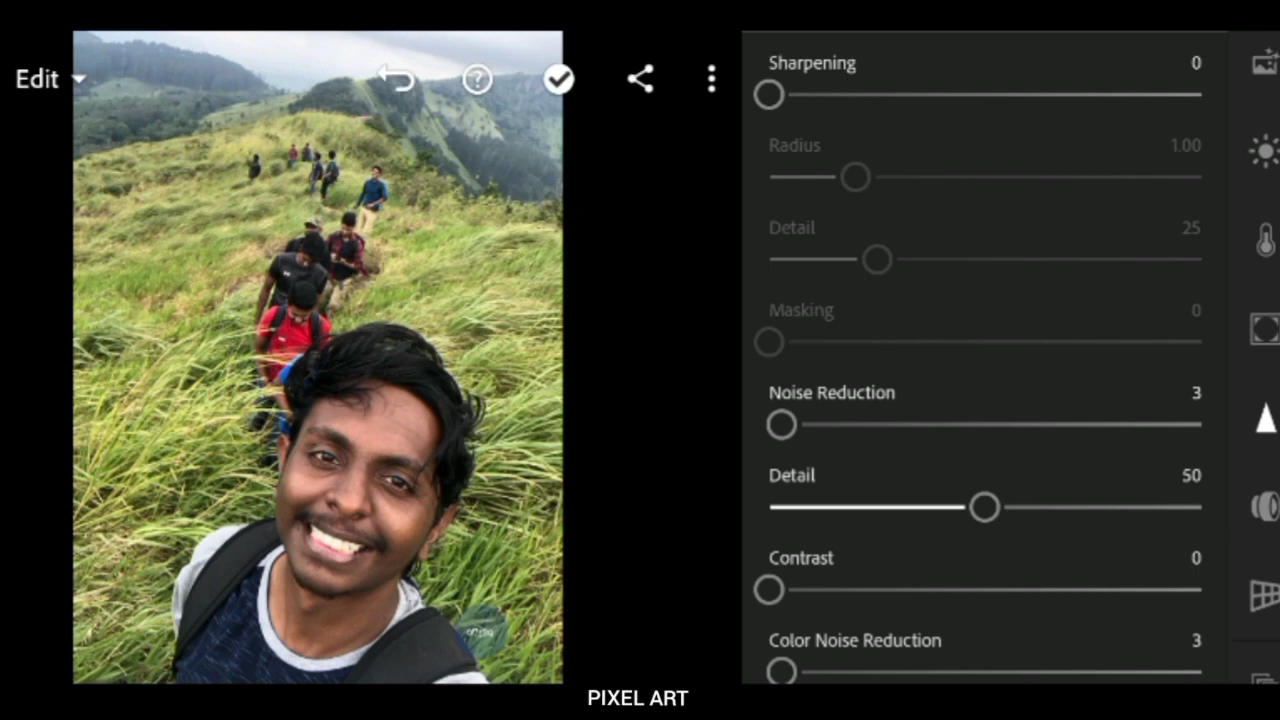 Edit
Sharpening 0
Radius 1.00
Detail 25
Masking 0
Noise Reduction 3
Detail 50
Contrast 0
Color Noise Reduction 3
PIXEL ART